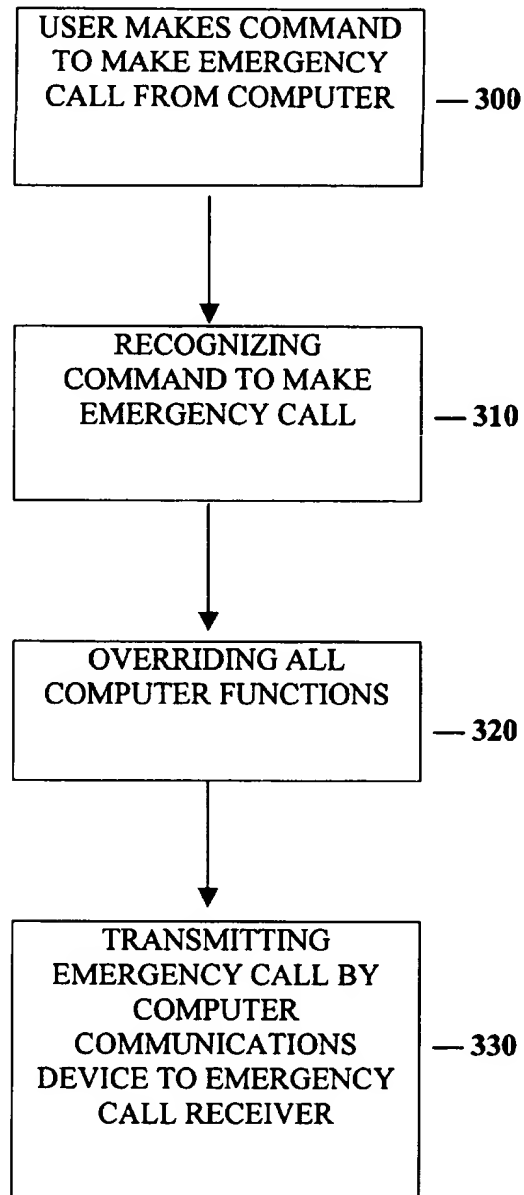 USER MAKES COMMAND
TO MAKE EMERGENCY
CALL FROM COMPUTER
— 300
RECOGNIZING
COMMAND TO MAKE
EMERGENCY CALL
— 310
OVERRIDING ALL
COMPUTER FUNCTIONS
— 320
TRANSMITTING
EMERGENCY CALL BY
COMPUTER
COMMUNICATIONS
DEVICE TO EMERGENCY
CALL RECEIVER
— 330